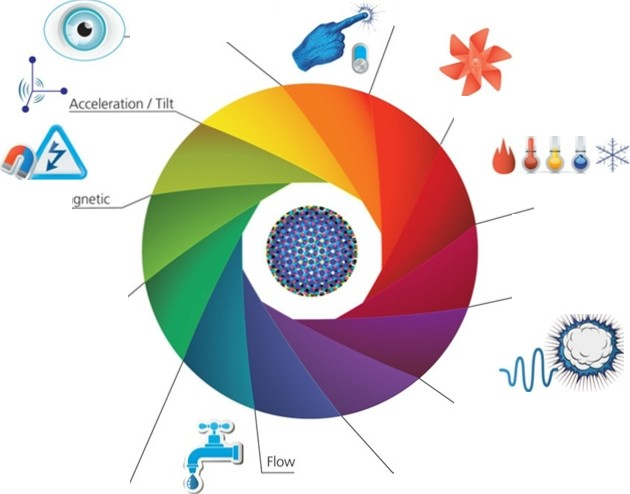 Acceleration / Tilt
gnetic
Flow